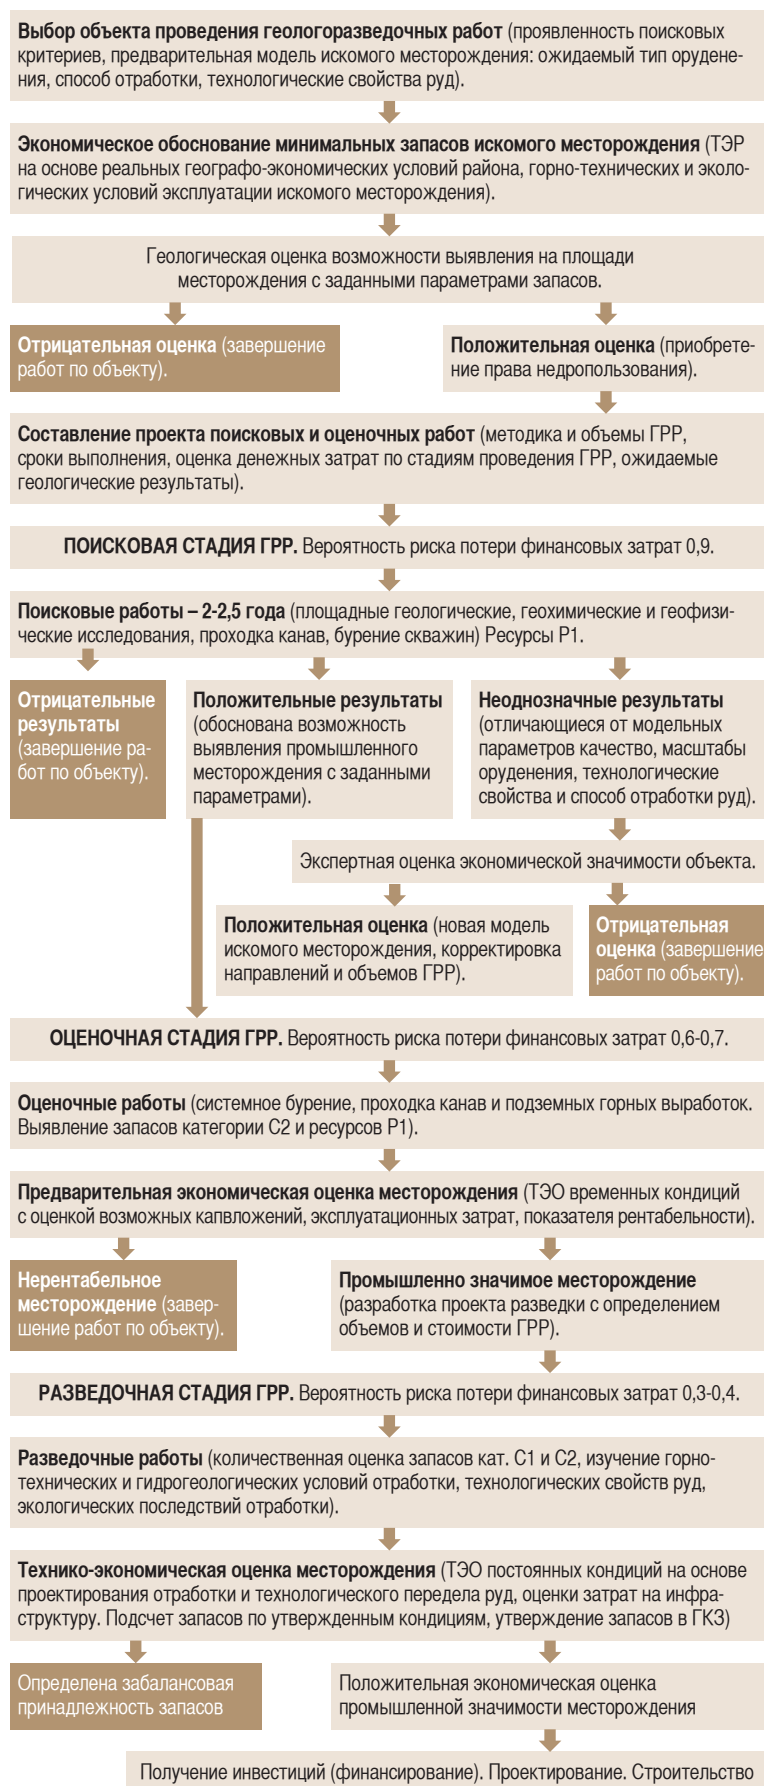 Выбор объекта проведения геологоразведочных работ (проявленность поисковых
критериев, предварительная модель искомого месторождения: ожидаемый тип орудене-
ния, способ отработки, технологические свойства руд).
Экономическое обоснование минимальных запасов искомого месторождения (ТЭР
на основе реальных географо-экономических условий района, горно-технических и эколо-
гических условий эксплуатации искомого месторождения).
Геологическая оценка возможности выявления на площади
месторождения с заданными параметрами запасов.
Отрицательная оценка (завершение
работ по объекту).
Положительная оценка (приобрете-
ние права недропользования).
Составление проекта поисковых и оценочных работ (методика и объемы ГРР,
сроки выполнения, оценка денежных затрат по стадиям проведения ГРР, ожидаемые
геологические результаты).
ПОИСКОВАЯ СТАДИЯ ГРР. Вероятность риска потери финансовых затрат 0,9.
Поисковые работы – 2-2,5 года (площадные геологические, геохимические и геофизи-
ческие исследования, проходка канав, бурение скважин) Ресурсы Р1.
Отрицательные
результаты
(завершение ра-
бот по объекту).
Положительные результаты
(обоснована возможность
выявления промышленного
месторождения с заданными
параметрами).
Неоднозначные результаты
(отличающиеся от модельных
параметров качество, масштабы
оруденения, технологические
свойства и способ отработки руд).
Экспертная оценка экономической значимости объекта.
Положительная оценка (новая модель
искомого месторождения, корректировка
направлений и объемов ГРР).
Отрицательная
оценка (завершение
работ по объекту).
ОЦЕНОЧНАЯ СТАДИЯ ГРР. Вероятность риска потери финансовых затрат 0,6-0,7.
Оценочные работы (системное бурение, проходка канав и подземных горных выработок.
Выявление запасов категории С2 и ресурсов Р1).
Предварительная экономическая оценка месторождения (ТЭО временных кондиций
с оценкой возможных капвложений, эксплуатационных затрат, показателя рентабельности).
Нерентабельное
месторождение (завер-
шение работ по объекту).
Промышленно значимое месторождение
(разработка проекта разведки с определением
объемов и стоимости ГРР).
РАЗВЕДОЧНАЯ СТАДИЯ ГРР. Вероятность риска потери финансовых затрат 0,3-0,4.
Разведочные работы (количественная оценка запасов кат. С1 и С2, изучение горно-
технических и гидрогеологических условий отработки, технологических свойств руд,
экологических последствий отработки).
Технико-экономическая оценка месторождения (ТЭО постоянных кондиций на основе
проектирования отработки и технологического передела руд, оценки затрат на инфра-
структуру. Подсчет запасов по утвержденным кондициям, утверждение запасов в ГКЗ)
Определена забалансовая
принадлежность запасов
Положительная экономическая оценка
промышленной значимости месторождения
Получение инвестиций (финансирование). Проектирование. Строительство